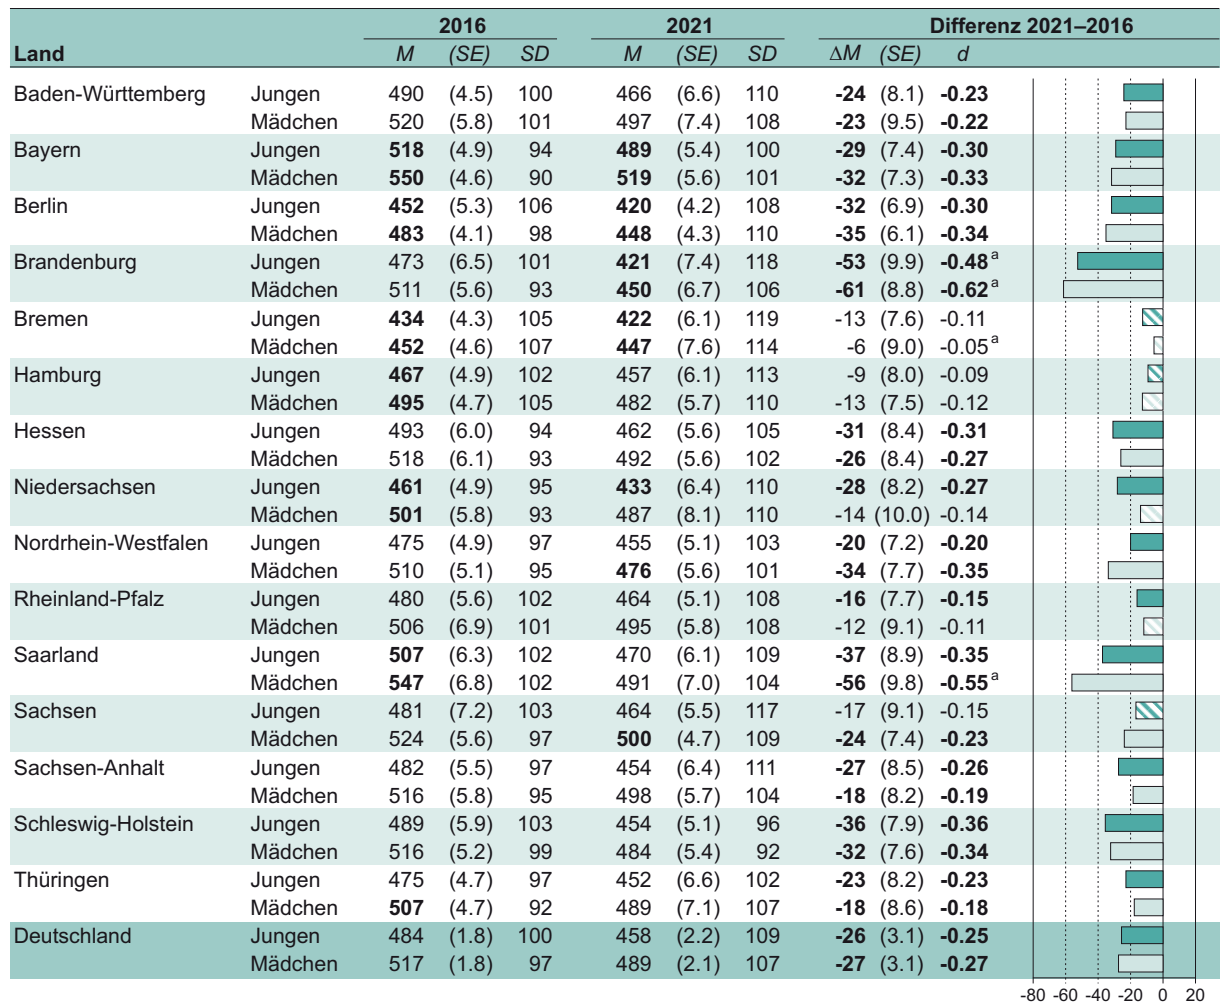 2016 2021 Differenz 2021–2016
Land M (SE) SD M (SE) SD ΔM (SE) d
Baden-Württemberg Jungen 490 (4.5) 100 466 (6.6) 110 -24 (8.1) -0.23
Mädchen 520 (5.8) 101 497 (7.4) 108 -23 (9.5) -0.22
Bayern Jungen 518 (4.9) 94 489 (5.4) 100 -29 (7.4) -0.30
Mädchen 550 (4.6) 90 519 (5.6) 101 -32 (7.3) -0.33
Berlin Jungen 452 (5.3) 106 420 (4.2) 108 -32 (6.9) -0.30
Mädchen 483 (4.1) 98 448 (4.3) 110 -35 (6.1) -0.34
Brandenburg Jungen 473 (6.5) 101 421 (7.4) 118 -53 (9.9) -0.48 a
Mädchen 511 (5.6) 93 450 (6.7) 106 -61 (8.8) -0.62 a
Bremen Jungen 434 (4.3) 105 422 (6.1) 119 -13 (7.6) -0.11
Mädchen 452 (4.6) 107 447 (7.6) 114 -6 (9.0) -0.05 a
Hamburg Jungen 467 (4.9) 102 457 (6.1) 113 -9 (8.0) -0.09
Mädchen 495 (4.7) 105 482 (5.7) 110 -13 (7.5) -0.12
Hessen Jungen 493 (6.0) 94 462 (5.6) 105 -31 (8.4) -0.31
Mädchen 518 (6.1) 93 492 (5.6) 102 -26 (8.4) -0.27
Niedersachsen Jungen 461 (4.9) 95 433 (6.4) 110 -28 (8.2) -0.27
Mädchen 501 (5.8) 93 487 (8.1) 110 -14 (10.0) -0.14
Nordrhein-Westfalen Jungen 475 (4.9) 97 455 (5.1) 103 -20 (7.2) -0.20
Mädchen 510 (5.1) 95 476 (5.6) 101 -34 (7.7) -0.35
Rheinland-Pfalz Jungen 480 (5.6) 102 464 (5.1) 108 -16 (7.7) -0.15
Mädchen 506 (6.9) 101 495 (5.8) 108 -12 (9.1) -0.11
Saarland Jungen 507 (6.3) 102 470 (6.1) 109 -37 (8.9) -0.35
Mädchen 547 (6.8) 102 491 (7.0) 104 -56 (9.8) -0.55 a
Sachsen Jungen 481 (7.2) 103 464 (5.5) 117 -17 (9.1) -0.15
Mädchen 524 (5.6) 97 500 (4.7) 109 -24 (7.4) -0.23
Sachsen-Anhalt Jungen 482 (5.5) 97 454 (6.4) 111 -27 (8.5) -0.26
Mädchen 516 (5.8) 95 498 (5.7) 104 -18 (8.2) -0.19
Schleswig-Holstein Jungen 489 (5.9) 103 454 (5.1) 96 -36 (7.9) -0.36
Mädchen 516 (5.2) 99 484 (5.4) 92 -32 (7.6) -0.34
Thüringen Jungen 475 (4.7) 97 452 (6.6) 102 -23 (8.2) -0.23
Mädchen 507 (4.7) 92 489 (7.1) 107 -18 (8.6) -0.18
Deutschland Jungen 484 (1.8) 100 458 (2.2) 109 -26 (3.1) -0.25
Mädchen 517 (1.8) 97 489 (2.1) 107 -27 (3.1) -0.27
-80 -60 -40 -20 0 20